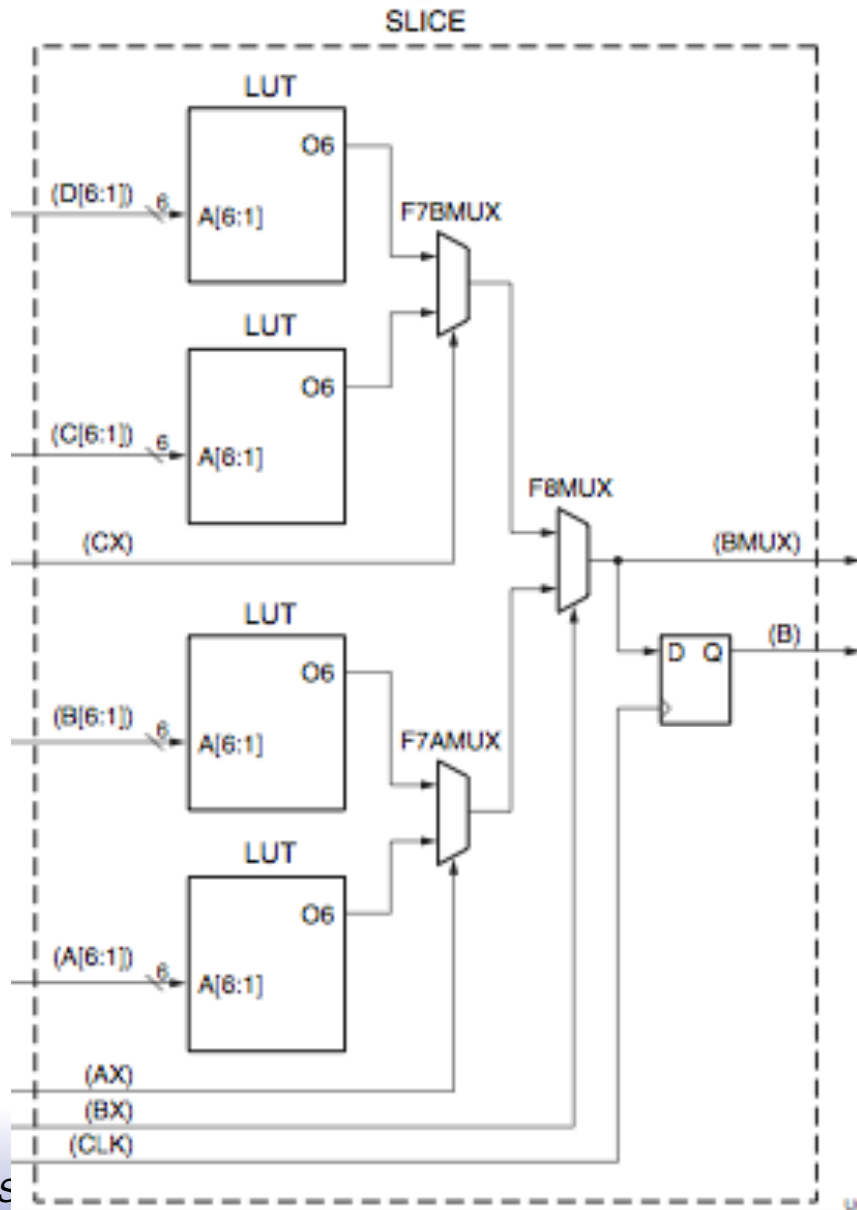 SLICE
LUT
O6
(D[6:1])
6
A[6:1]
F7BMUX
LUT
O6
(C[6:1])
6
A[6:1]
F8MUX
(CX)
(BMUX)
LUT
(B)
D Q
O6
(B[6:1])
6
A[6:1]
F7AMUX
LUT
O6
(A[6:1])
6
A[6:1]
(AX)
(BX)
(CLK)
S